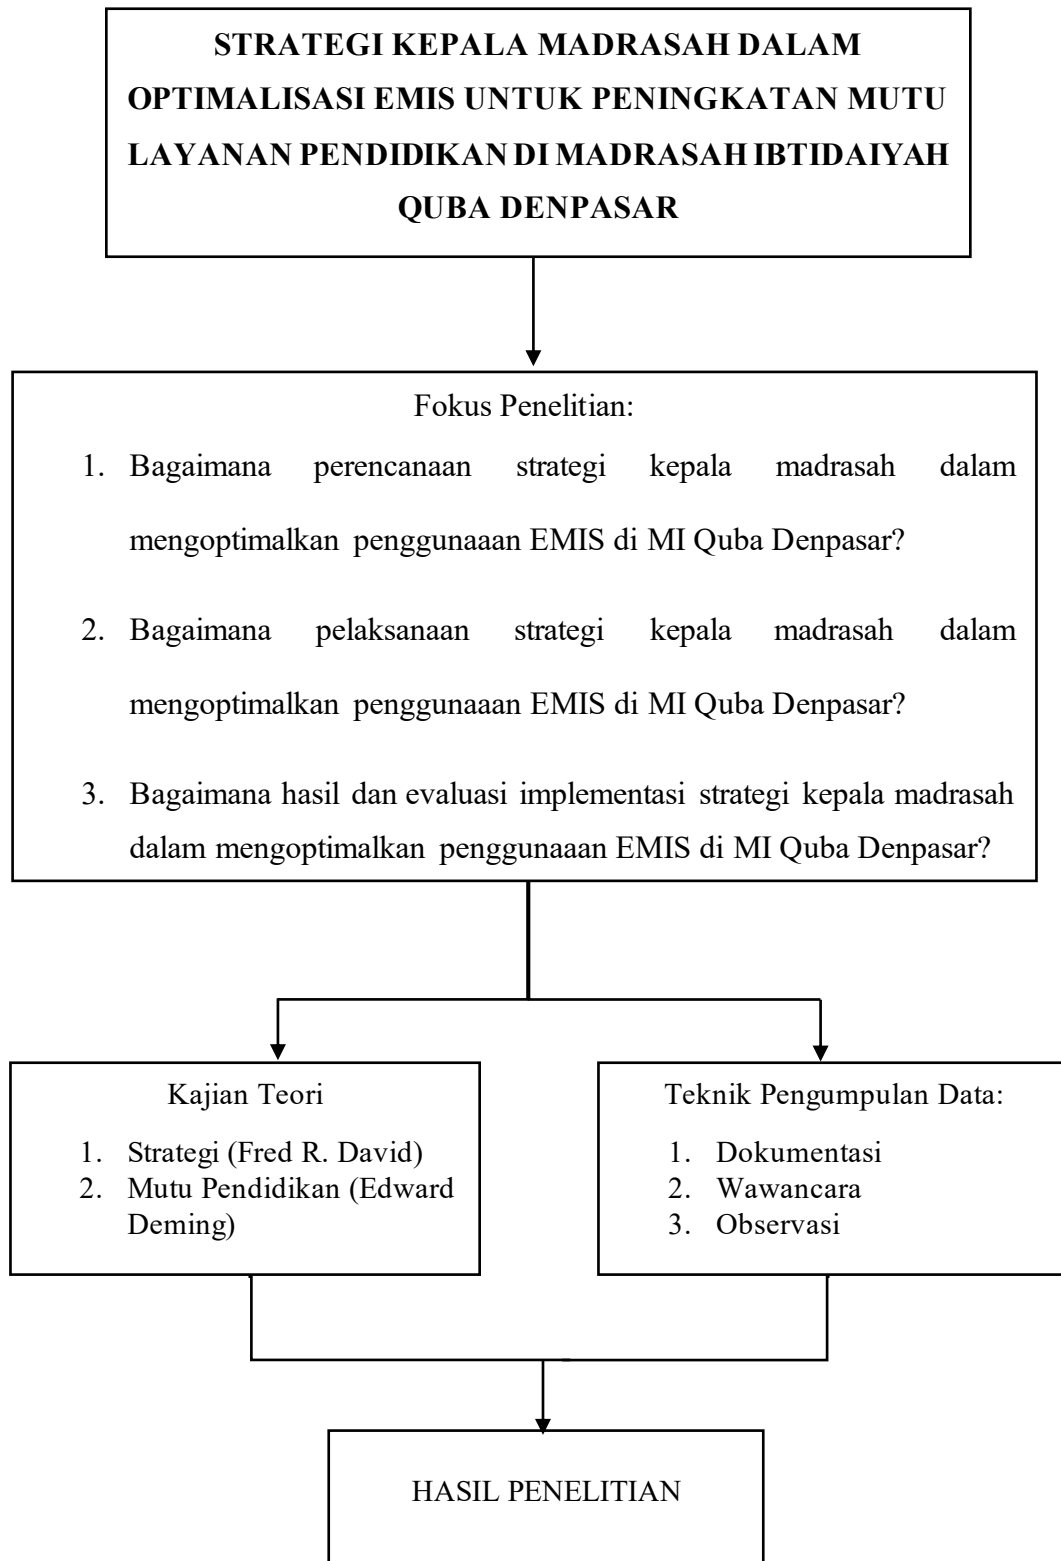 STRATEGI KEPALA MADRASAH DALAM
OPTIMALISASI EMIS UNTUK PENINGKATAN MUTU
LAYANAN PENDIDIKAN DI MADRASAH IBTIDAIYAH
QUBA DENPASAR
Fokus Penelitian:
1. Bagaimana perencanaan strategi kepala madrasah dalam
mengoptimalkan penggunaaan EMIS di MI Quba Denpasar?
2. Bagaimana pelaksanaan strategi kepala madrasah dalam
mengoptimalkan penggunaaan EMIS di MI Quba Denpasar?
3. Bagaimana hasil dan evaluasi implementasi strategi kepala madrasah
dalam mengoptimalkan penggunaaan EMIS di MI Quba Denpasar?
Kajian Teori
1. Strategi (Fred R. David)
2. Mutu Pendidikan (Edward
Deming)
Teknik Pengumpulan Data:
1. Dokumentasi
2. Wawancara
3. Observasi
HASIL PENELITIAN